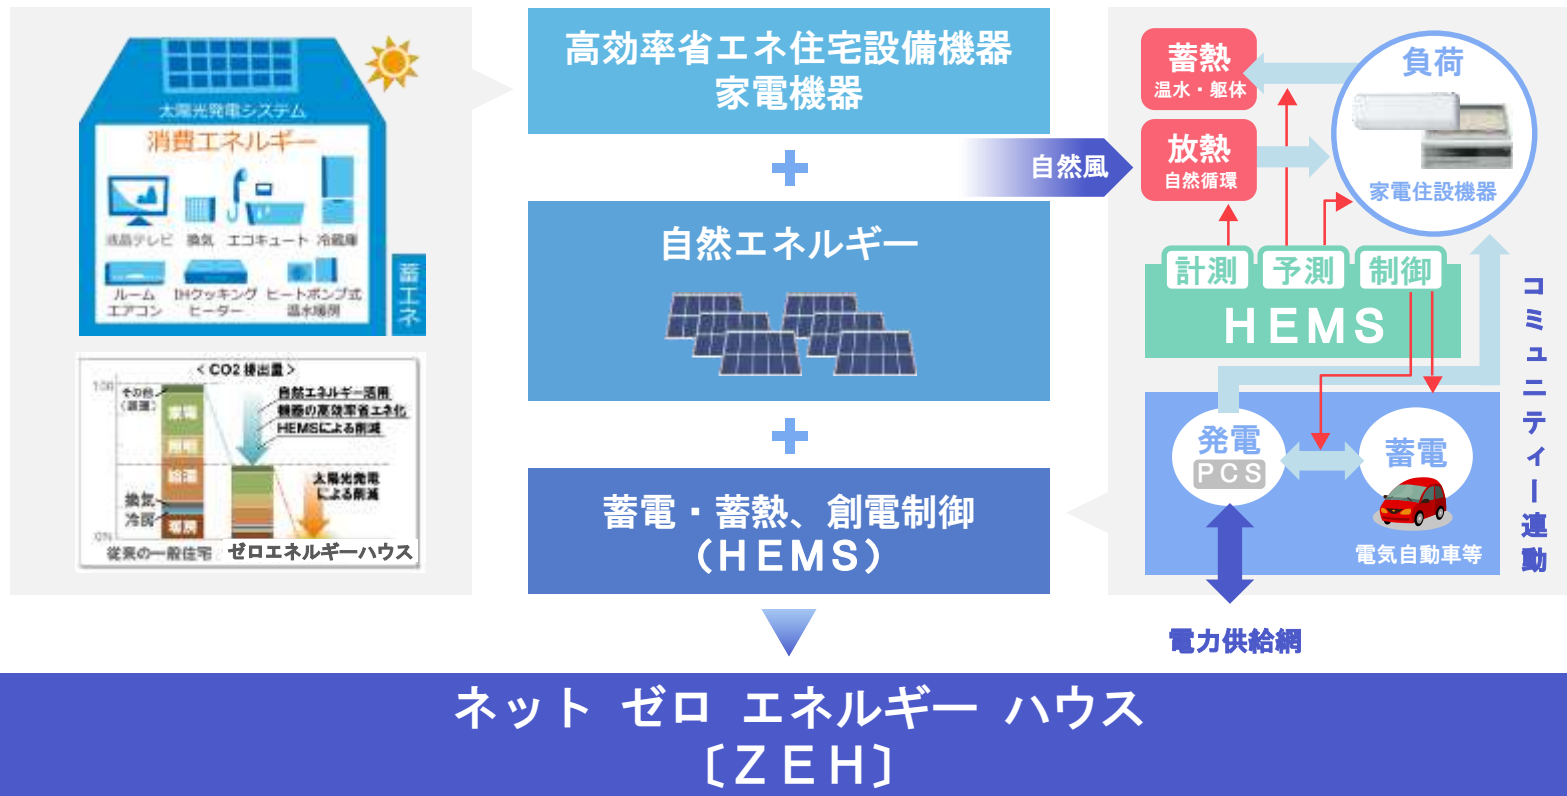 太陽光発電システム
消費エネルギー
液晶テレビ 換気 エコキュート 冷蔵庫
ルーム
エアコン
IHクッキング
ヒーター
ヒートポンプ式
温水暖房
蓄エネ
＜CO2 排出量＞
100
その他
家電
照明
給湯
換気
冷房
暖房
0%
自然エネルギー活用
機器の高効率省エネ化
HEMSによる削減
太陽光発電
による削減
従来の一般住宅
ゼロエネルギーハウス
高効率省エネ住宅設備機器
家電機器
+
自然エネルギー
+
蓄電・蓄熱、創電制御
（HEMS）
自然風
蓄熱
温水・躯体
放熱
自然循環
負荷
家電住設機器
計測
予測
制御
HEMS
発電
PCS
蓄電
電気自動車等
コミュニティー連動
電力供給網
ネット ゼロ エネルギー ハウス
〔ZEH〕